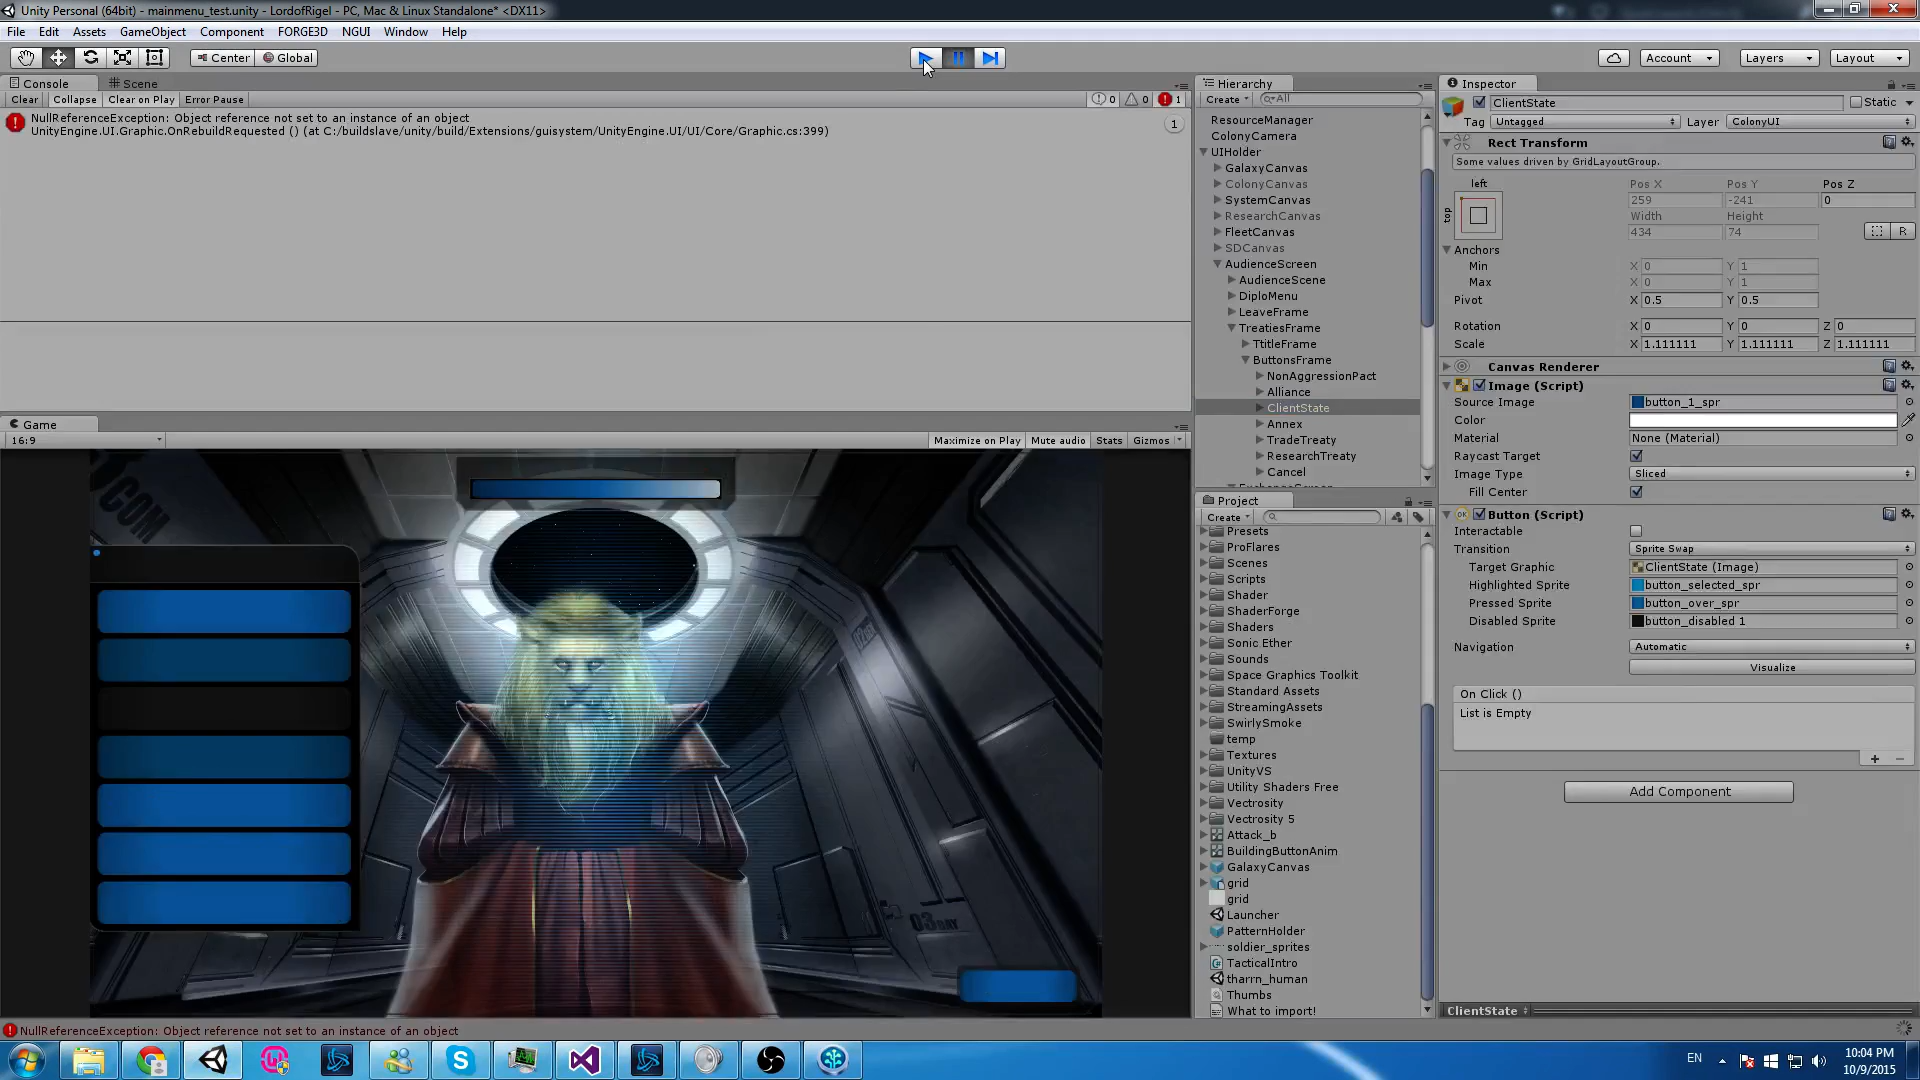 Unity Personal (64bit) - mainmenu_test.unity - LordofRigel - PC, Mac & Linux Standalone* <DX11>
File Edit Assets GameObject Component FORGE3D NGUI Window Help
Center Global Account Layers Layout
Console Scene
Clear Collapse Clear on Play Error Pause 0 0 1
NullReferenceException: Object reference not set to an instance of an object
UnityEngine.UI.Graphic.OnRebuildRequested () (at C:/buildslave/unity/build/Extensions/guisystem/UnityEngine.UI/UI/Core/Graphic.cs:399)
1
Game
16:9 Maximize on Play Mute audio Stats Gizmos
COM
03
NullReferenceException: Object reference not set to an instance of an object
Hierarchy
Create All
ResourceManager
ColonyCamera
UIHolder
GalaxyCanvas
ColonyCanvas
SystemCanvas
ResearchCanvas
FleetCanvas
SDCanvas
AudienceScreen
AudienceScene
DiploMenu
LeaveFrame
TreatiesFrame
TtitleFrame
ButtonsFrame
NonAggressionPact
Alliance
ClientState
Annex
TradeTreaty
ResearchTreaty
Cancel
Project
Create
Presets
ProFlares
Scenes
Scripts
Shader
ShaderForge
Shaders
Sonic Ether
Sounds
Space Graphics Toolkit
Standard Assets
StreamingAssets
SwirlySmoke
temp
Textures
UnityVS
Utility Shaders Free
Vectrosity
Vectrosity 5
Attack_b
BuildingButtonAnim
GalaxyCanvas
grid
grid
Launcher
PatternHolder
soldier_sprites
TacticalIntro
tharrn_human
Thumbs
What to import!
Inspector
ClientState Static
Tag Untagged Layer ColonyUI
Rect Transform
Some values driven by GridLayoutGroup.
left Pos X Pos Y Pos Z
top 259 -241 0
Width Height
434 74 R
Anchors
Min X 0 Y 1
Max X 0 Y 1
Pivot X 0.5 Y 0.5
Rotation X 0 Y 0 Z 0
Scale X 1.111111 Y 1.111111 Z 1.111111
Canvas Renderer
Image (Script)
Source Image button_1_spr
Color
Material None (Material)
Raycast Target
Image Type Sliced
Fill Center
OK Button (Script)
Interactable
Transition Sprite Swap
Target Graphic ClientState (Image)
Highlighted Sprite button_selected_spr
Pressed Sprite button_over_spr
Disabled Sprite button_disabled 1
Navigation Automatic
Visualize
On Click ()
List is Empty
+ −
Add Component
ClientState
EN 10:04 PM
10/9/2015